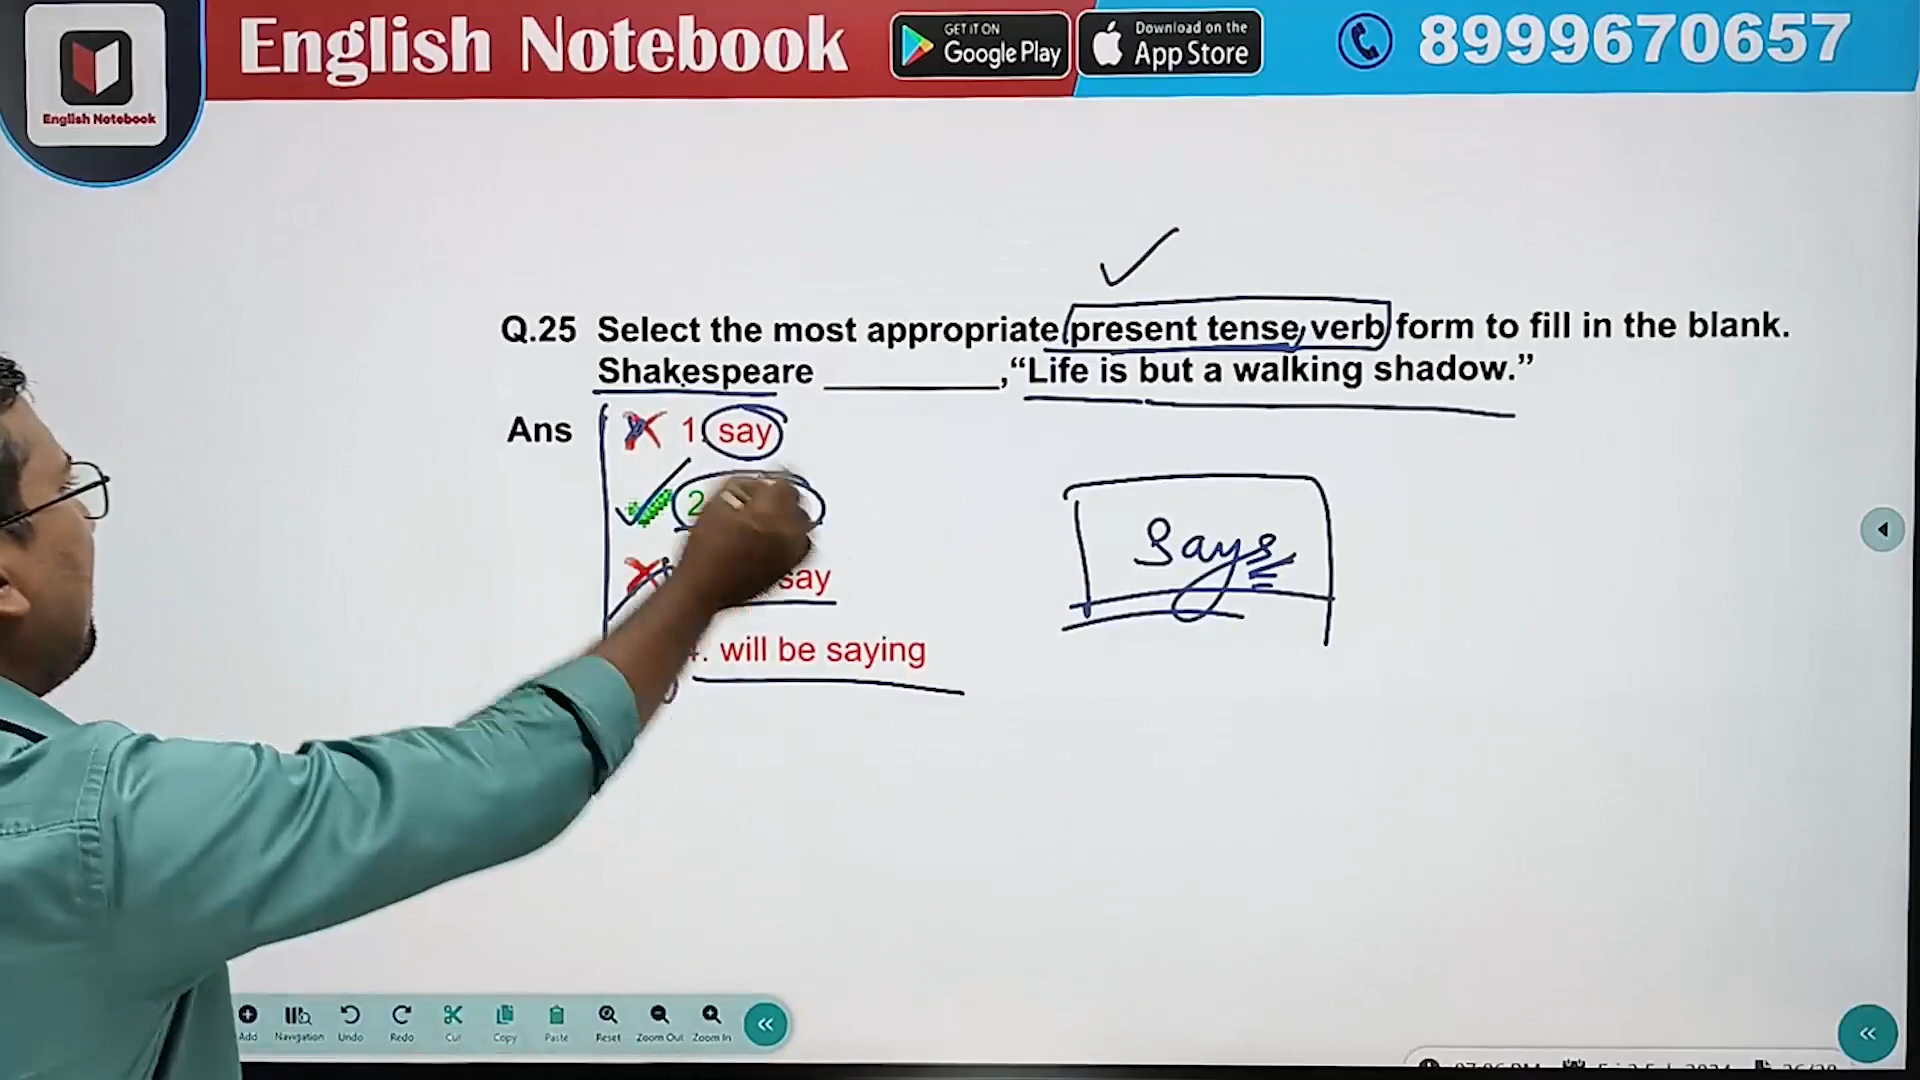 English Notebook
English Notebook
GET IT ON
Google Play
Download on the
App Store
8999670657
Q.25 Select the most appropriate present tense verb form to fill in the blank.
Shakespeare __________,“Life is but a walking shadow.”
Ans
1. say
2
say
will be saying
Says
Add
Navigation
Undo
Redo
Cut
Copy
Paste
Reset
Zoom Out
Zoom In